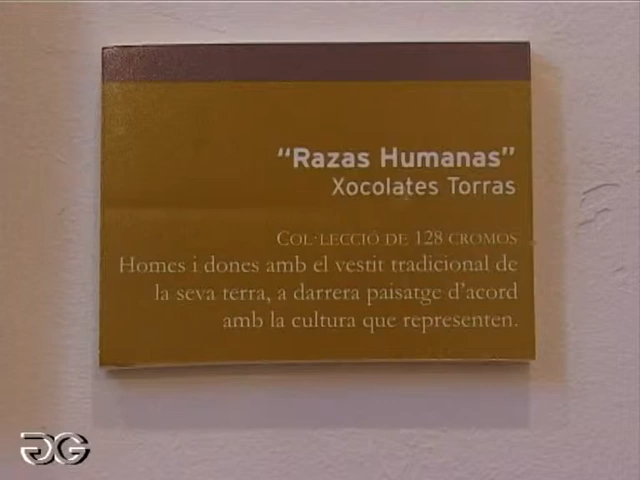 “Razas Humanas”
Xocolates Torras
COL·LECCIÓ DE 128 CROMOS
Homes i dones amb el vestit tradicional de
la seva terra, a darrera paisatge d’acord
amb la cultura que representen.
GG